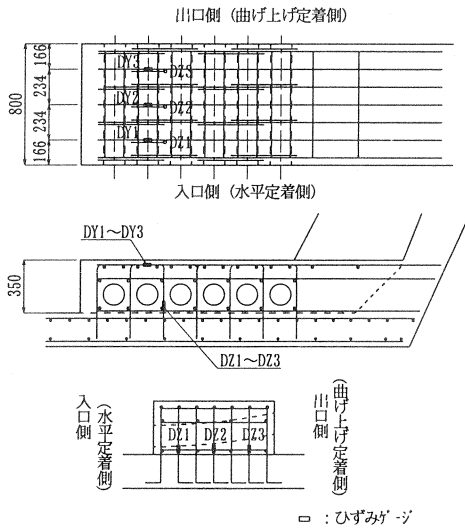 出口側 (曲げ上げ定着側)
800
166
234
234
166
DY3
DZ3
DY2
DZ2
DY1
DZ1
入口側 (水平定着側)
DY1～DY3
350
DZ1～DZ3
入口側
(水平定着側)
DZ1 DZ2 DZ3
出口側
(曲げ上げ定着側)
▭ : ひずみゲージ